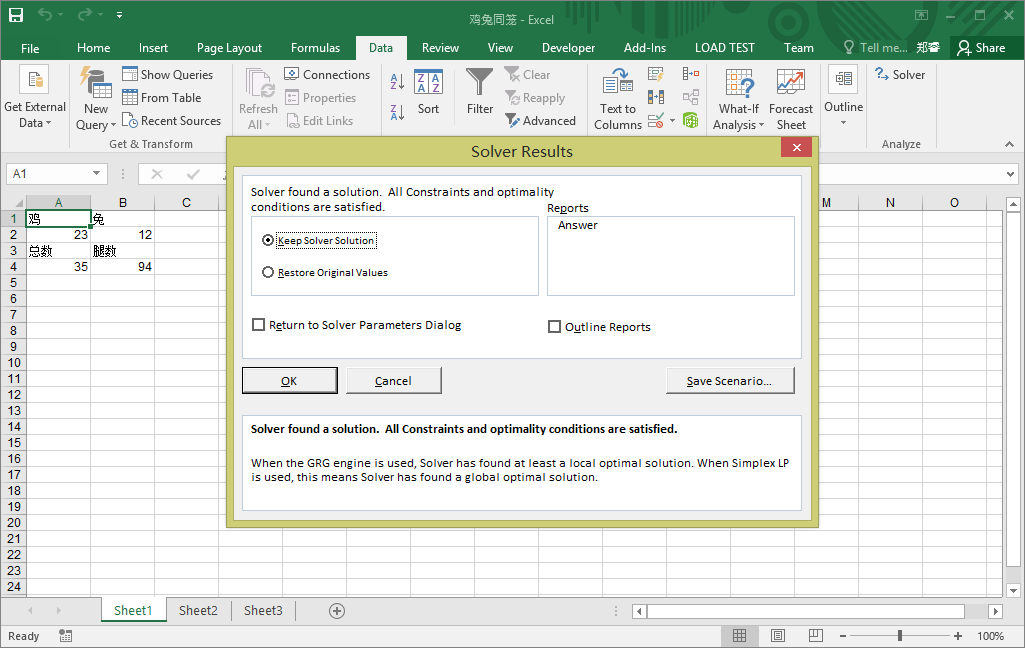 鸡兔同笼 - Excel
File Home Insert Page Layout Formulas Data Review View Developer Add-Ins LOAD TEST Team Tell me... Share
Get External Data
New Query
Show Queries
From Table
Recent Sources
Get & Transform
Refresh All
Connections
Properties
Edit Links
Sort
Filter
Clear
Reapply
Advanced
Text to Columns
What-If Analysis
Forecast Sheet
Outline
Solver
Analyze
A1
Solver Results
Solver found a solution. All Constraints and optimality
conditions are satisfied.
Reports
Answer
Keep Solver Solution
Restore Original Values
Return to Solver Parameters Dialog
Outline Reports
OK Cancel Save Scenario...
Solver found a solution. All Constraints and optimality conditions are satisfied.
When the GRG engine is used, Solver has found at least a local optimal solution. When Simplex LP
is used, this means Solver has found a global optimal solution.
A B C M N O
1 鸡 兔
2 23 12
3 总数 腿数
4 35 94
5
6
7
8
9
10
11
12
13
14
15
16
17
18
19
20
21
22
23
24
Sheet1 Sheet2 Sheet3
Ready 100%